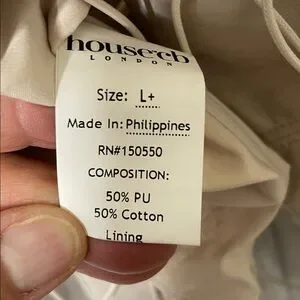 house of cb
LONDON
Size: L+
Made In: Philippines
RN#150550
COMPOSITION:
50% PU
50% Cotton
Lining